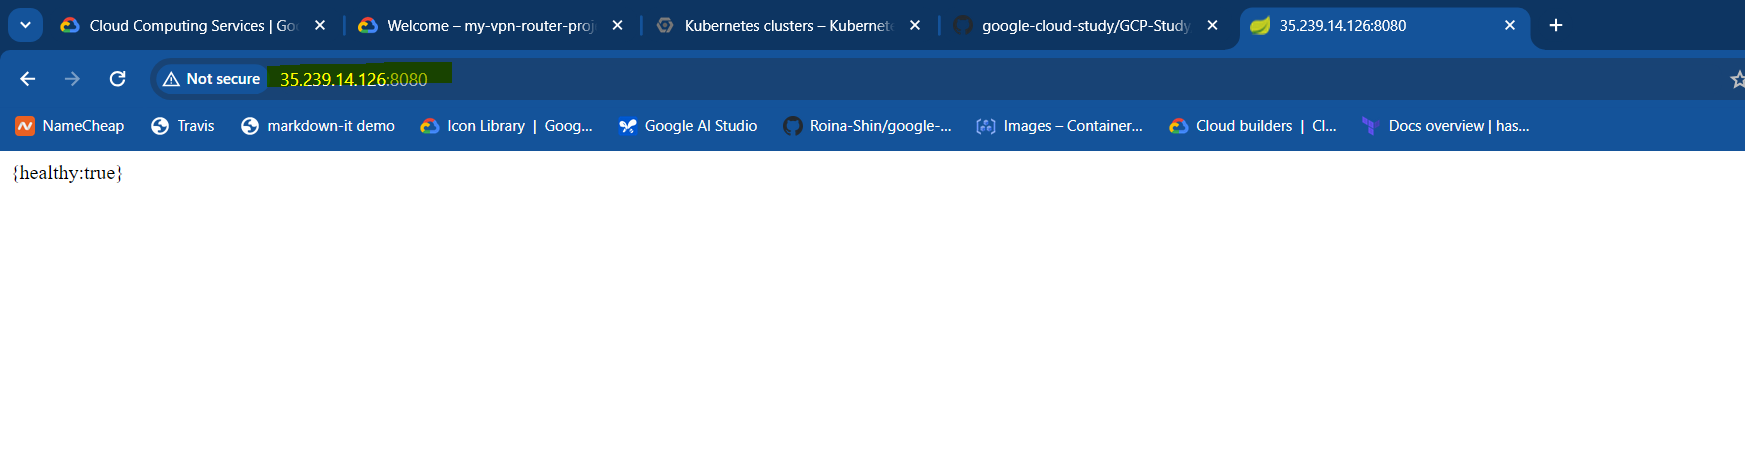 Cloud Computing Services | Goo
Welcome – my-vpn-router-proj
Kubernetes clusters – Kubernete
google-cloud-study/GCP-Study
35.239.14.126:8080
Not secure
35.239.14.126:8080
NameCheap
Travis
markdown-it demo
Icon Library | Goog...
Google AI Studio
Roina-Shin/google-...
Images – Container...
Cloud builders | Cl...
Docs overview | has...
{healthy:true}